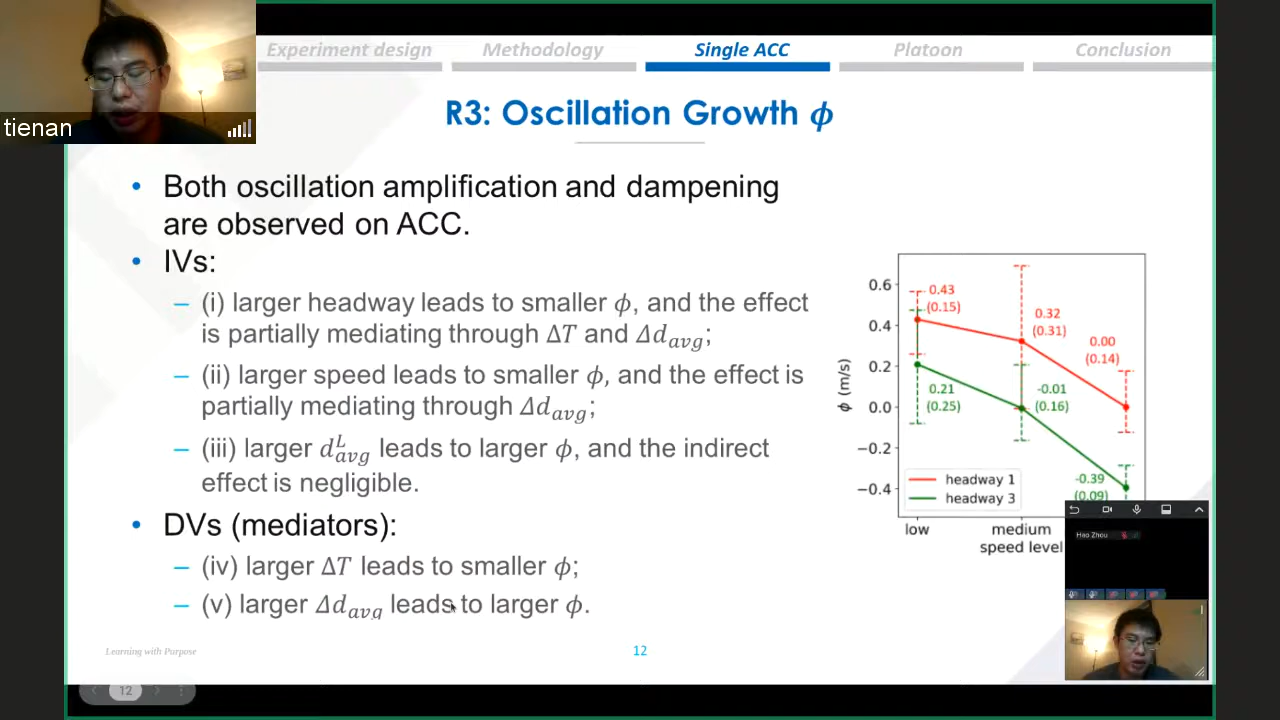 Experiment design Methodology Single ACC Platoon Conclusion
tienan
R3: Oscillation Growth ϕ
• Both oscillation amplification and dampening
are observed on ACC.
• IVs:
– (i) larger headway leads to smaller ϕ, and the effect
is partially mediating through ΔT and Δd_avg;
– (ii) larger speed leads to smaller ϕ, and the effect is
partially mediating through Δd_avg;
– (iii) larger d^L_avg leads to larger ϕ, and the indirect
effect is negligible.
• DVs (mediators):
– (iv) larger ΔT leads to smaller ϕ;
– (v) larger Δd_avg leads to larger ϕ.
ϕ (m/s)
0.6
0.4
0.2
0.0
−0.2
−0.4
0.43
(0.15)
0.32
(0.31)
0.00
(0.14)
0.21
(0.25)
-0.01
(0.16)
-0.39
(0.09)
headway 1
headway 3
low medium
speed level
Hao Zhou
Learning with Purpose
12
12